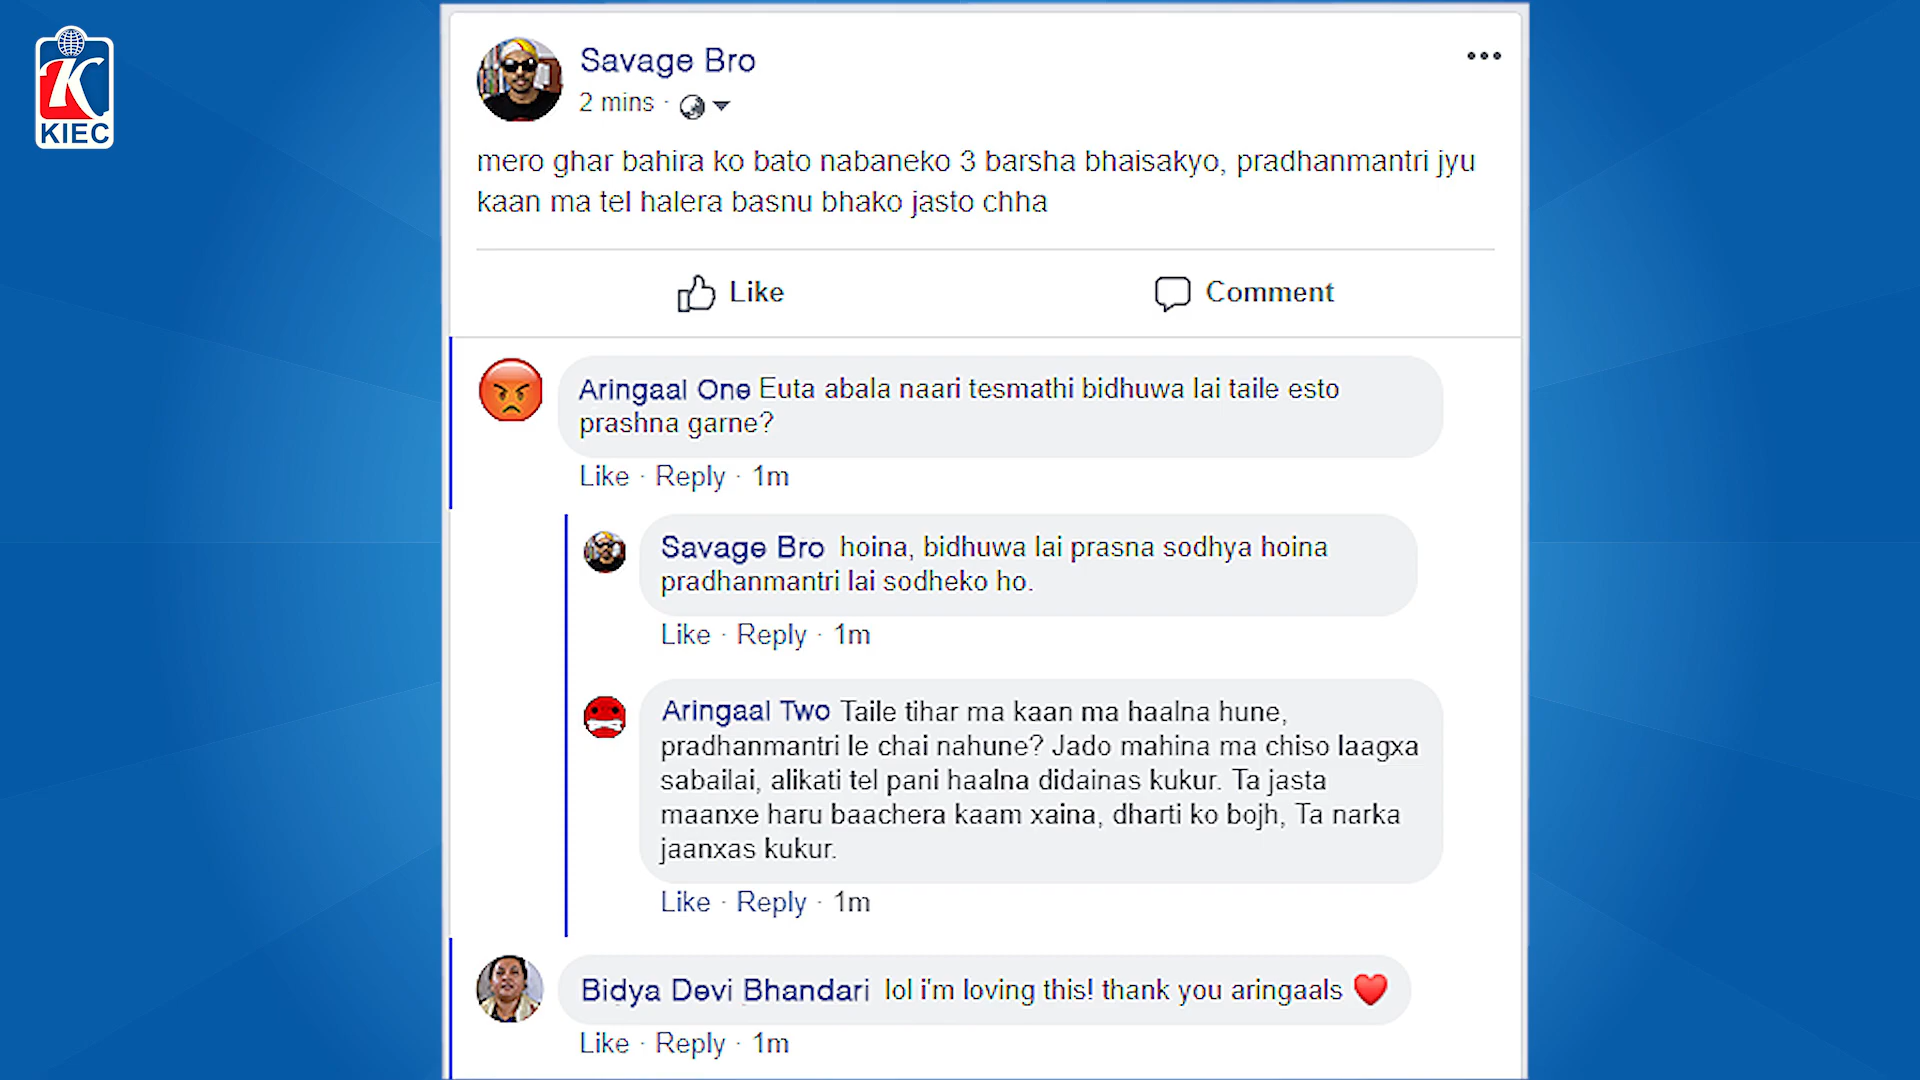 KIEC
Savage Bro
2 mins ·
mero ghar bahira ko bato nabaneko 3 barsha bhaisakyo, pradhanmantri jyu
kaan ma tel halera basnu bhako jasto chha
Like
Comment
Aringaal One Euta abala naari tesmathi bidhuwa lai taile esto
prashna garne?
Like · Reply · 1m
Savage Bro hoina, bidhuwa lai prasna sodhya hoina
pradhanmantri lai sodheko ho.
Like · Reply · 1m
Aringaal Two Taile tihar ma kaan ma haalna hune,
pradhanmantri le chai nahune? Jado mahina ma chiso laagxa
sabailai, alikati tel pani haalna didainas kukur. Ta jasta
maanxe haru baachera kaam xaina, dharti ko bojh, Ta narka
jaanxas kukur.
Like · Reply · 1m
Bidya Devi Bhandari lol i'm loving this! thank you aringaals ❤️
Like · Reply · 1m